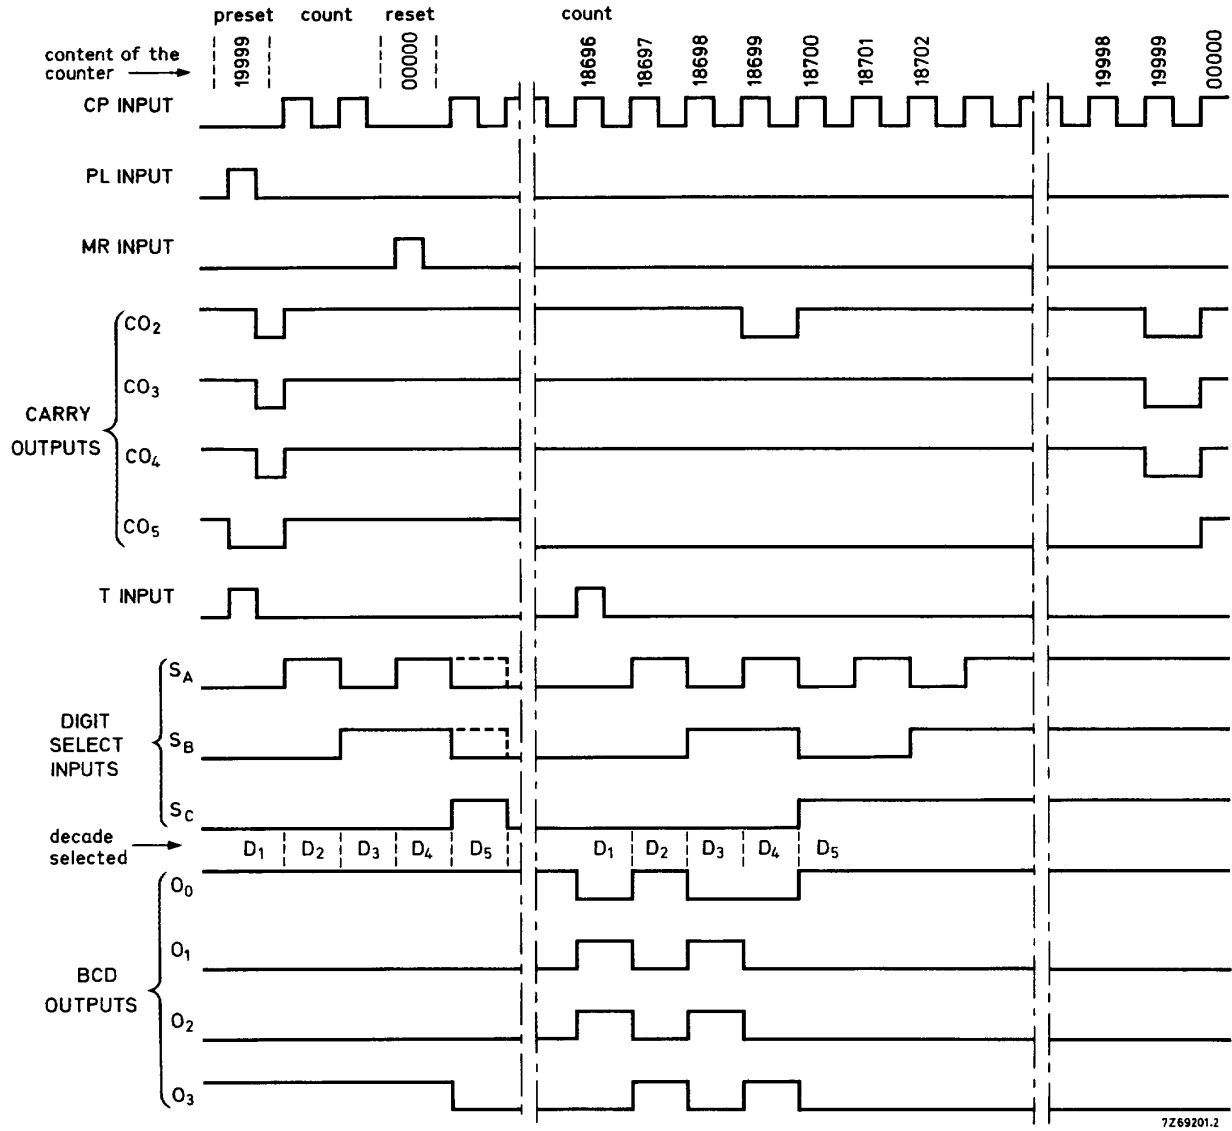 preset count reset count
content of the
counter
19999 00000 18696 18697 18698 18699 18700 18701 18702 19998 19999 00000
CP INPUT
PL INPUT
MR INPUT
CO2
CO3
CARRY
OUTPUTS
CO4
CO5
T INPUT
SA
DIGIT
SELECT
INPUTS
SB
SC
decade
selected
D1 D2 D3 D4 D5 D1 D2 D3 D4 D5
O0
O1
BCD
OUTPUTS
O2
O3
7Z69201.2